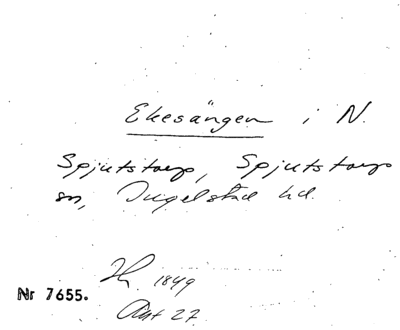 Ekesängen i N.
Spjutstorp, Spjutstorps
sn, Ingelstad hd.
1849
Nr 7655.
Akt 27